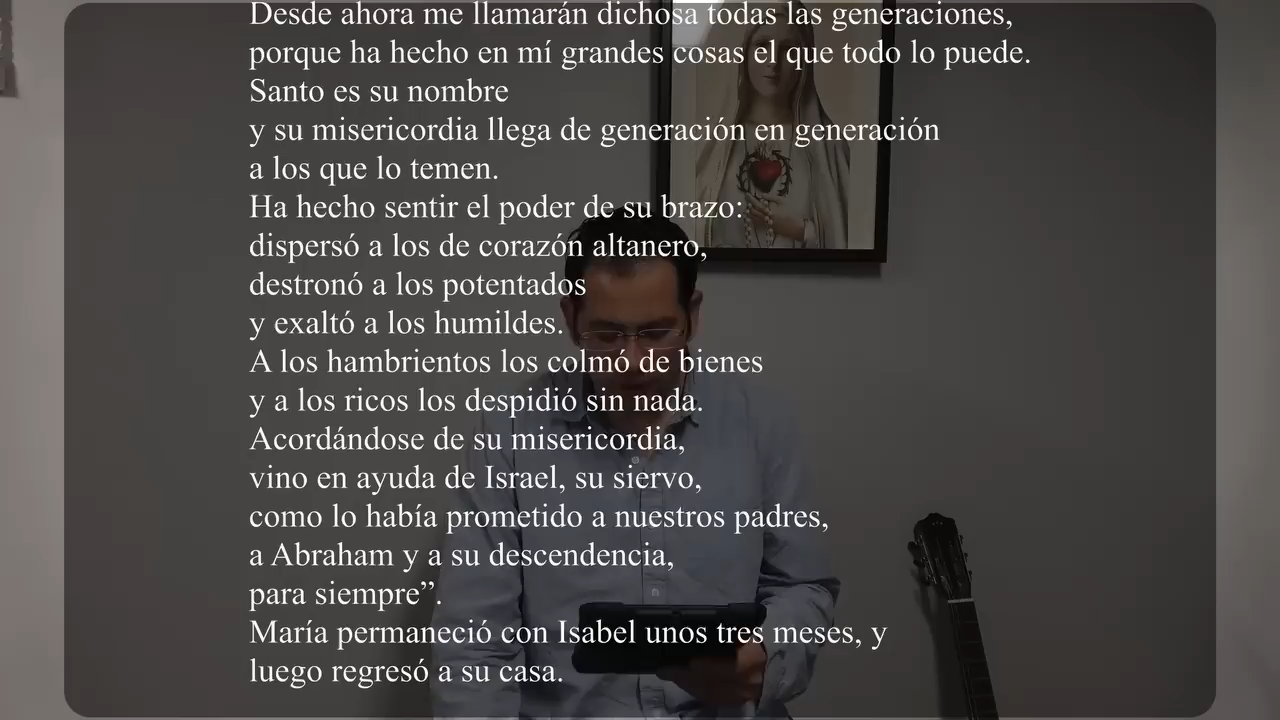 Desde ahora me llamarán dichosa todas las generaciones,
porque ha hecho en mí grandes cosas el que todo lo puede.
Santo es su nombre
y su misericordia llega de generación en generación
a los que lo temen.
Ha hecho sentir el poder de su brazo:
dispersó a los de corazón altanero,
destronó a los potentados
y exaltó a los humildes.
A los hambrientos los colmó de bienes
y a los ricos los despidió sin nada.
Acordándose de su misericordia,
vino en ayuda de Israel, su siervo,
como lo había prometido a nuestros padres,
a Abraham y a su descendencia,
para siempre”.
María permaneció con Isabel unos tres meses, y
luego regresó a su casa.